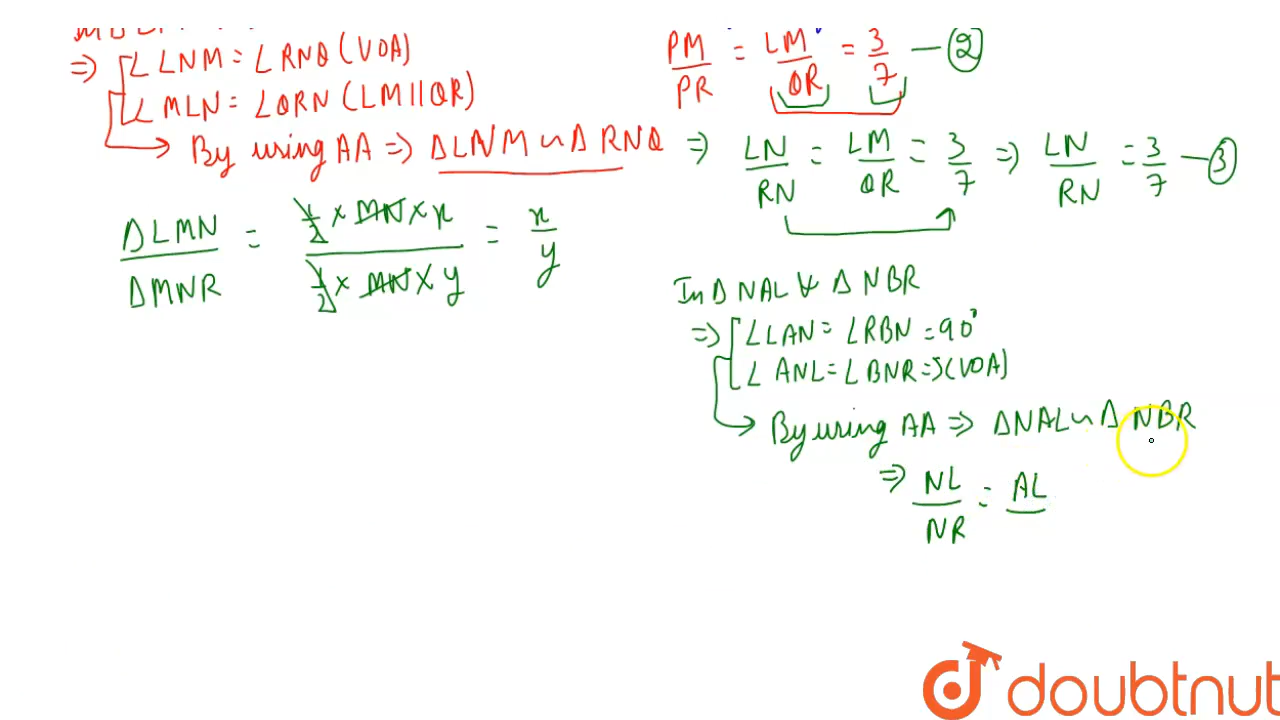 ⇒ ∠LNM = ∠RNQ (VOA)
∠MLN = ∠QRN (LM||QR)
→ By using AA ⇒ ΔLNM ~ Δ RNQ
ΔLMN / ΔMNR = (1/2 × MN × x) / (1/2 × MN × y) = x/y
PM/PR = LM/QR = 3/7 — ②
⇒ LN/RN = LM/QR = 3/7 ⇒ LN/RN = 3/7 — ③
In Δ NAL & Δ NBR
⇒ ∠LAN = ∠RBN = 90°
∠ANL = ∠BNR (VOA)
→ By using AA ⇒ ΔNAL ~ Δ NBR
⇒ NL/NR = AL/
doubtnut